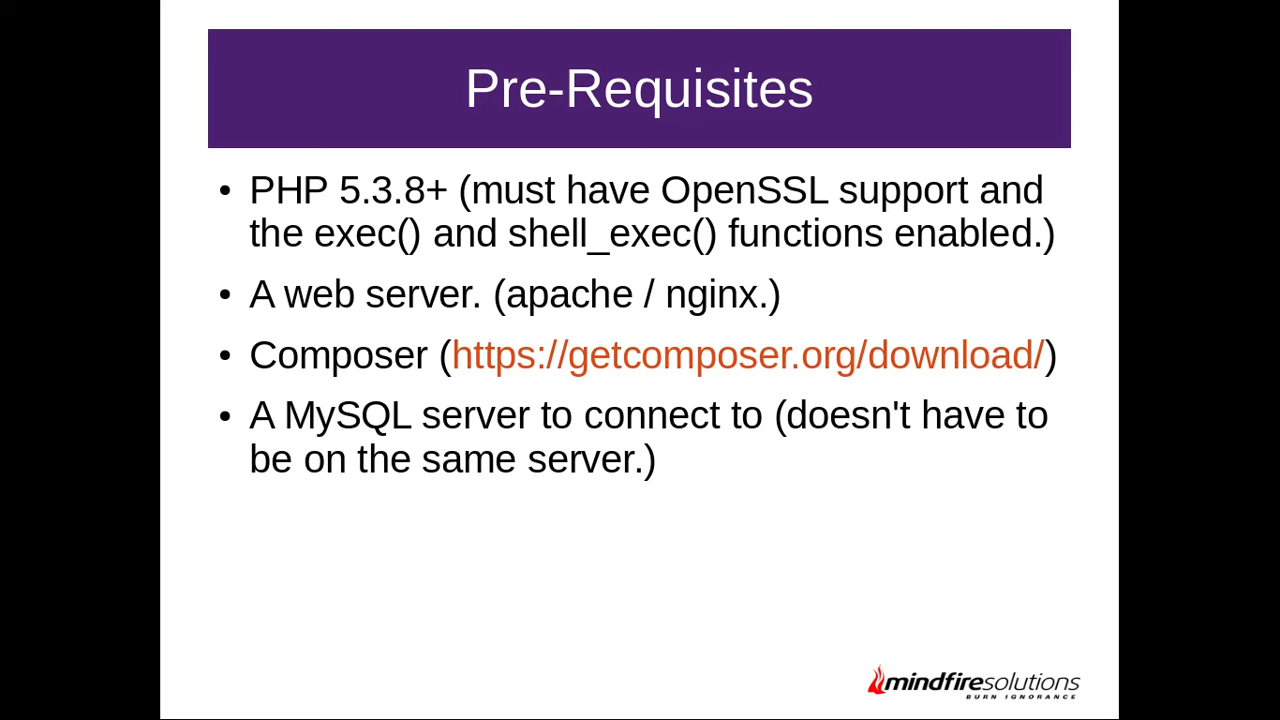 Pre-Requisites
• PHP 5.3.8+ (must have OpenSSL support and
the exec() and shell_exec() functions enabled.)
• A web server. (apache / nginx.)
• Composer (https://getcomposer.org/download/)
• A MySQL server to connect to (doesn't have to
be on the same server.)
mindfiresolutions
BURN IGNORANCE